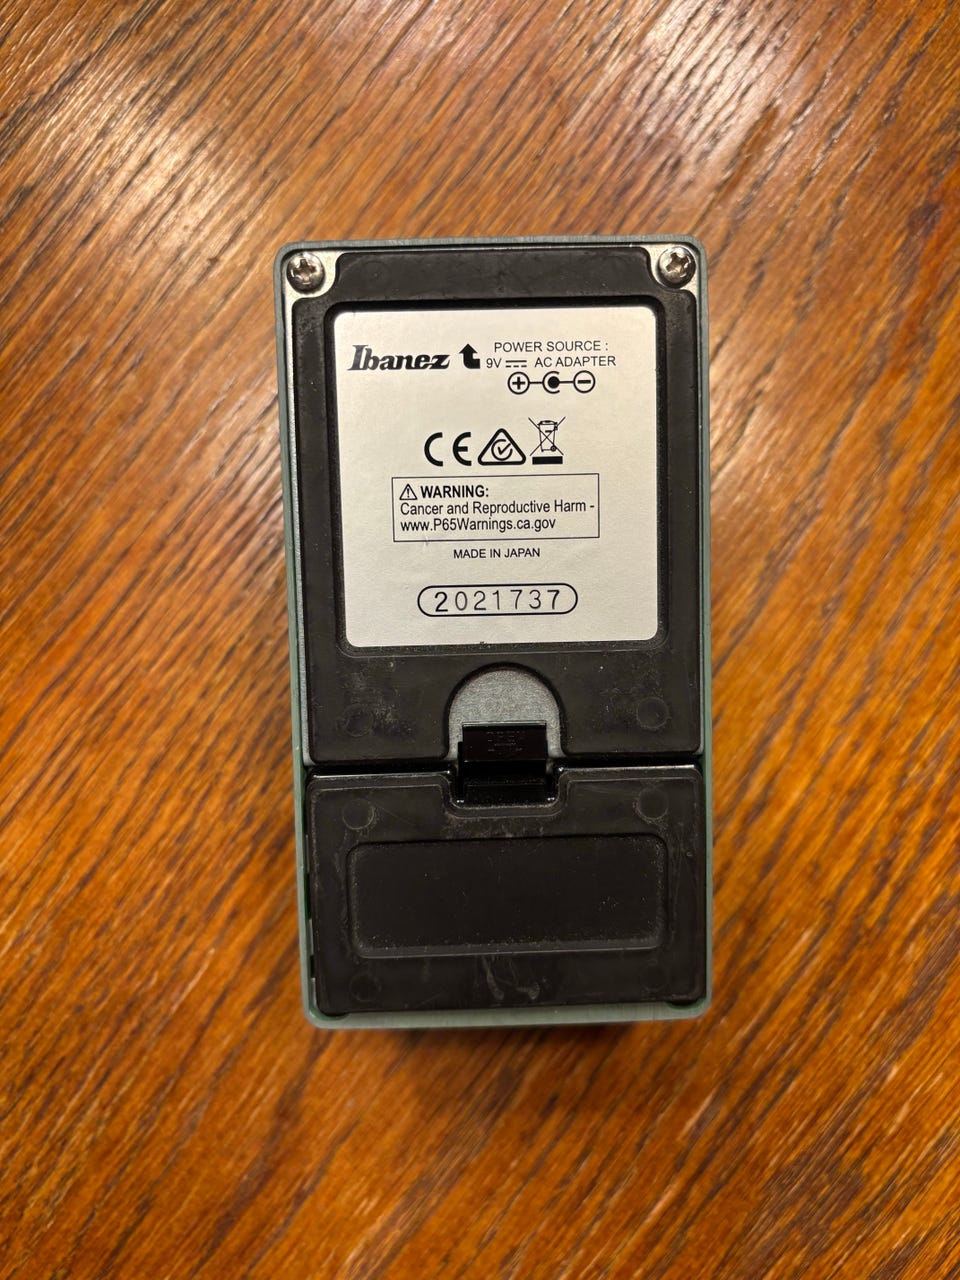 Ibanez
POWER SOURCE :
9V AC ADAPTER
+ -
CE
WARNING:
Cancer and Reproductive Harm -
www.P65Warnings.ca.gov
MADE IN JAPAN
2021737
OPEN